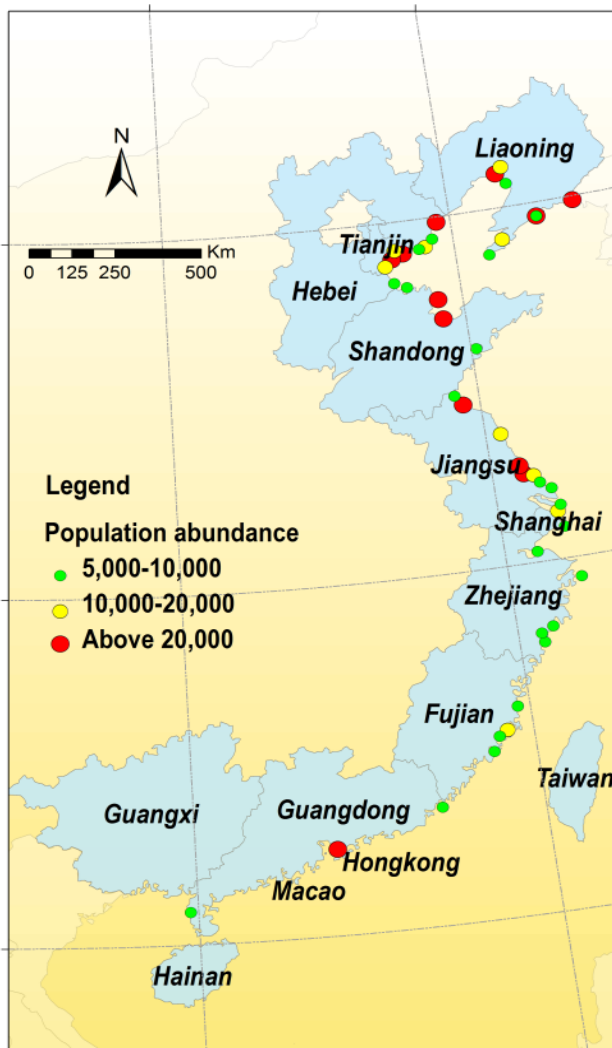 N
Liaoning
Tianjin
Km
0 125 250 500
Hebei
Shandong
Jiangsu
Legend
Shanghai
Population abundance
5,000-10,000
10,000-20,000
Zhejiang
Above 20,000
Fujian
Taiwan
Guangxi
Guangdong
Hongkong
Macao
Hainan